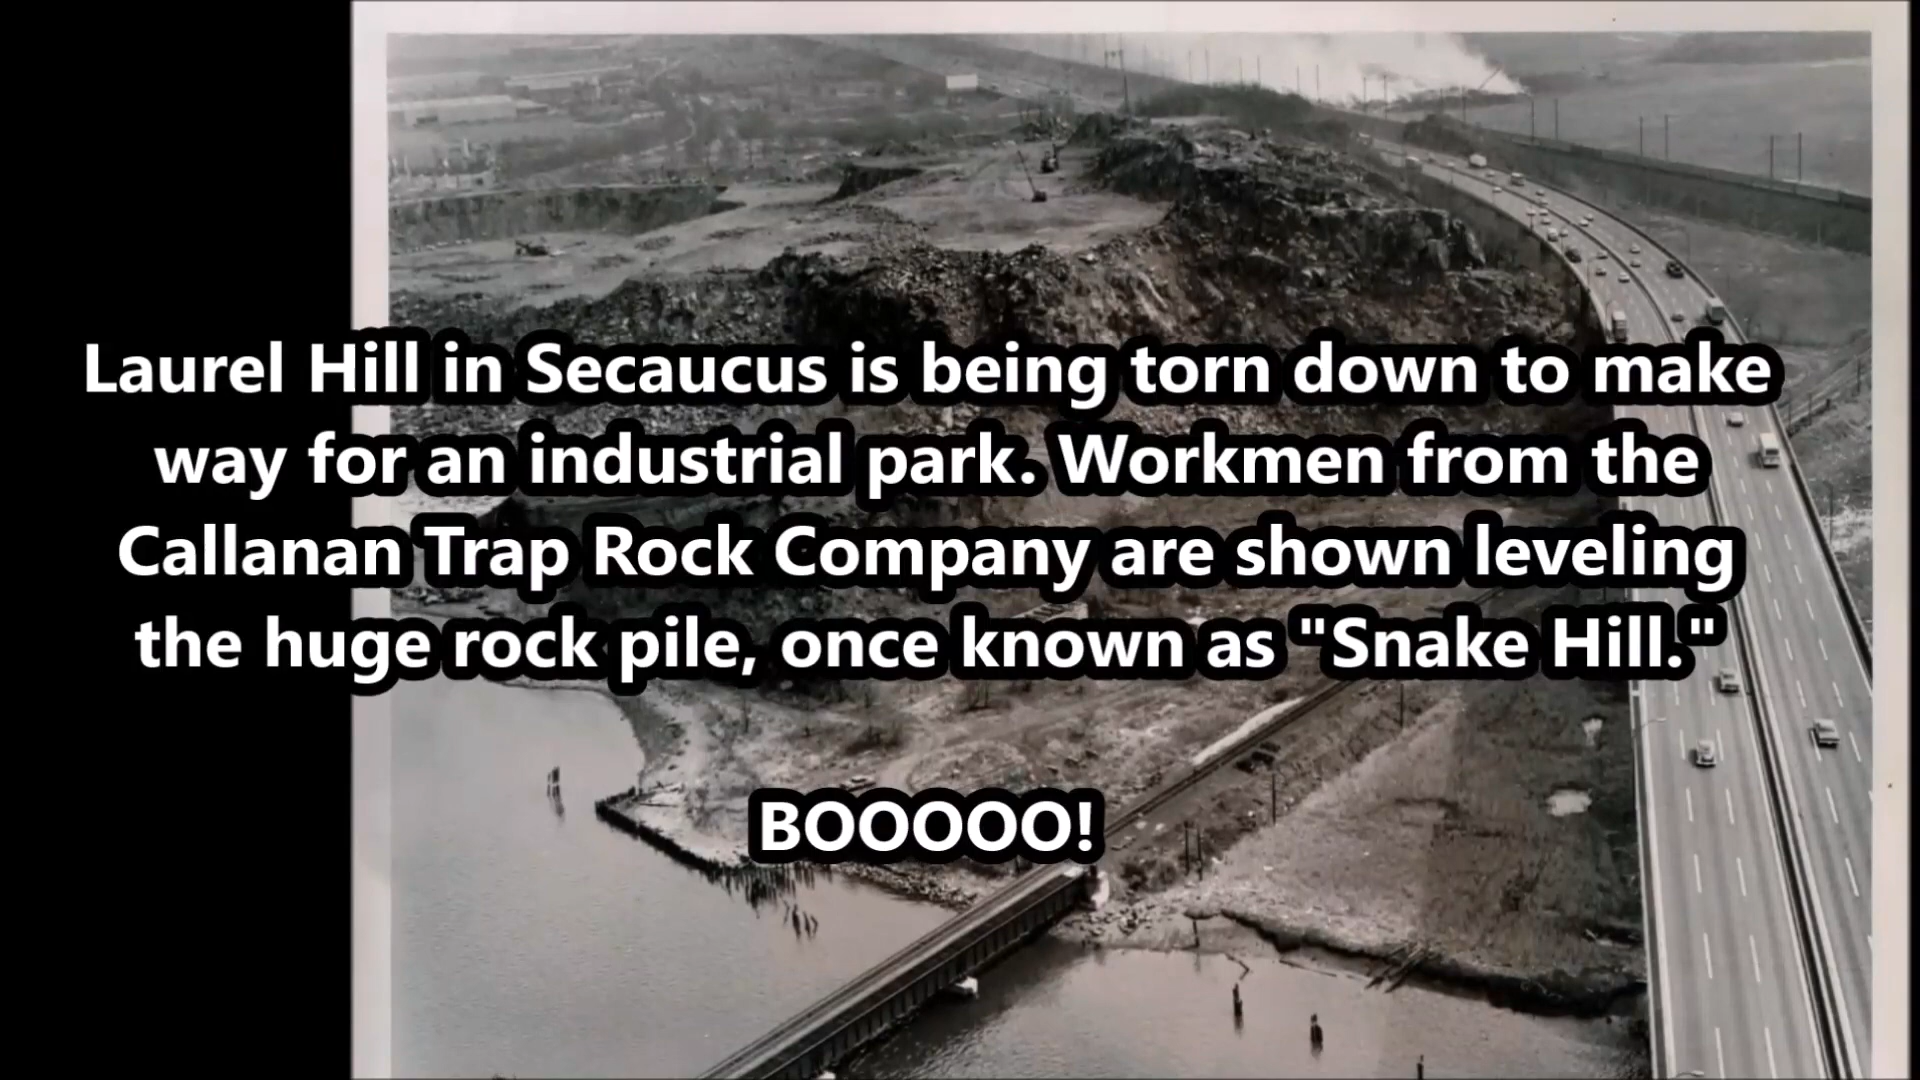 Laurel Hill in Secaucus is being torn down to make
way for an industrial park. Workmen from the
Callanan Trap Rock Company are shown leveling
the huge rock pile, once known as "Snake Hill."
BOOOOO!